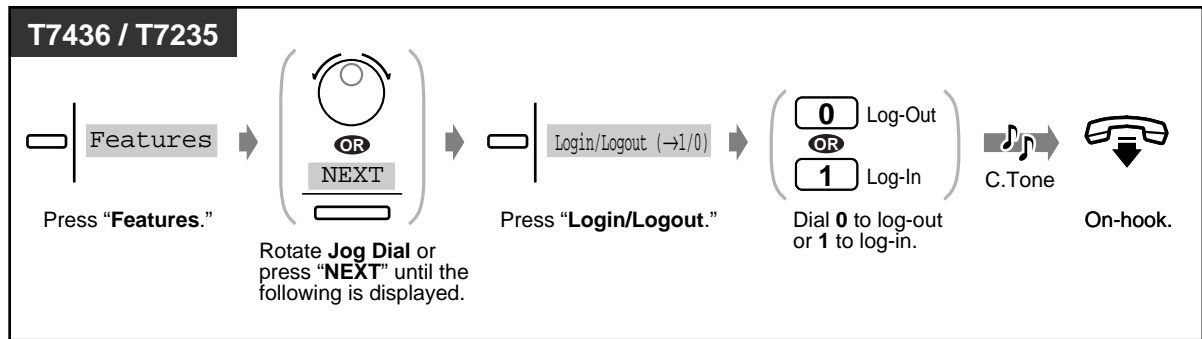 T7436 / T7235
Features
Press “Features.”
OR
NEXT
Rotate Jog Dial or
press “NEXT” until the
following is displayed.
Login/Logout (→1/0)
Press “Login/Logout.”
0 Log-Out
OR
1 Log-In
Dial 0 to log-out
or 1 to log-in.
C.Tone
On-hook.